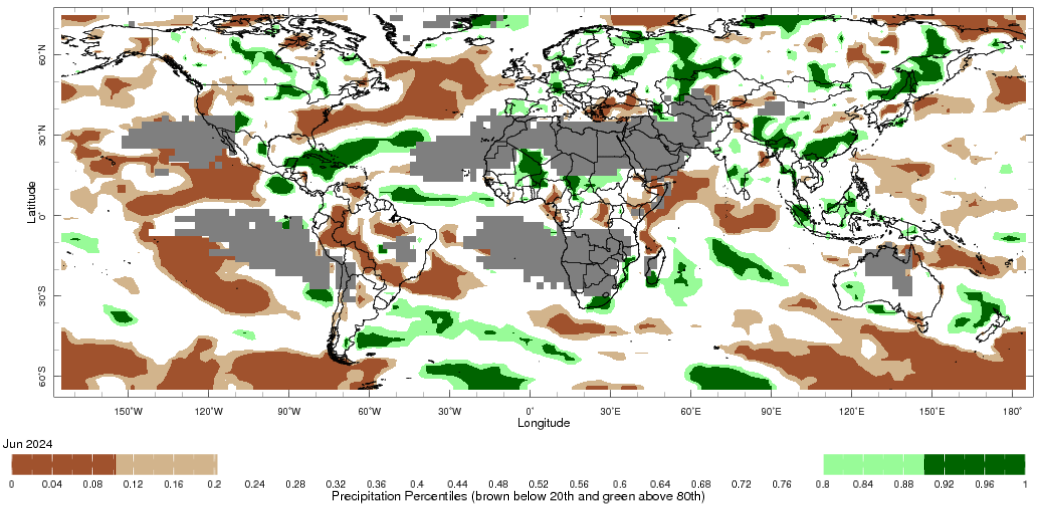 60°N
30°N
0°
30°S
60°S
Latitude
150°W 120°W 90°W 60°W 30°W 0° 30°E 60°E 90°E 120°E 150°E 180°
Longitude
Jun 2024
0 0.04 0.08 0.12 0.16 0.2 0.24 0.28 0.32 0.36 0.4 0.44 0.48 0.52 0.56 0.6 0.64 0.68 0.72 0.76 0.8 0.84 0.88 0.92 0.96 1
Precipitation Percentiles (brown below 20th and green above 80th)